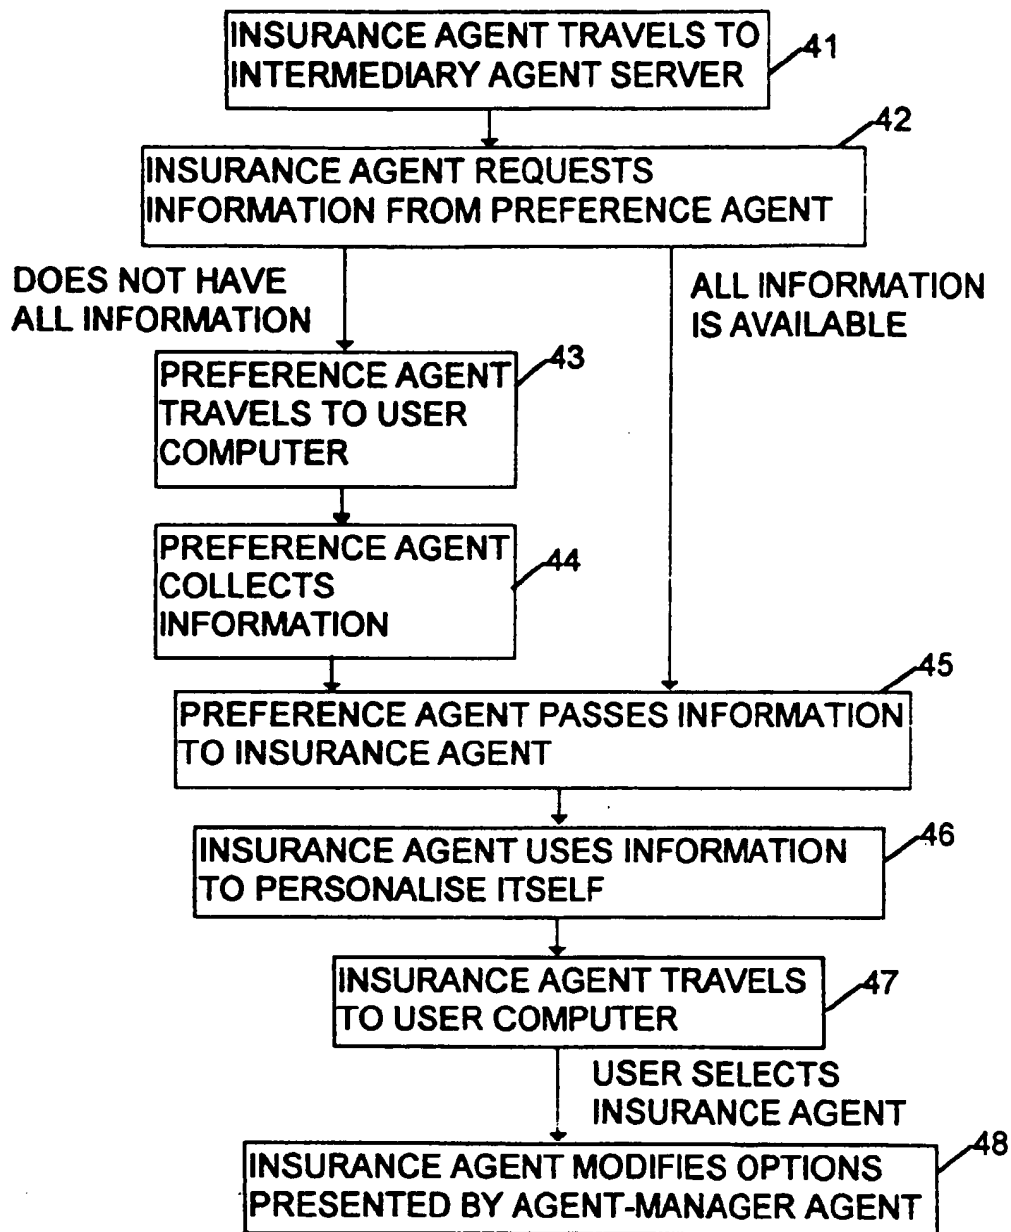 INSURANCE AGENT TRAVELS TO
INTERMEDIARY AGENT SERVER
41
42
INSURANCE AGENT REQUESTS
INFORMATION FROM PREFERENCE AGENT
DOES NOT HAVE
ALL INFORMATION
ALL INFORMATION
IS AVAILABLE
43
PREFERENCE AGENT
TRAVELS TO USER
COMPUTER
PREFERENCE AGENT
COLLECTS
INFORMATION
44
45
PREFERENCE AGENT PASSES INFORMATION
TO INSURANCE AGENT
46
INSURANCE AGENT USES INFORMATION
TO PERSONALISE ITSELF
INSURANCE AGENT TRAVELS
TO USER COMPUTER
47
USER SELECTS
INSURANCE AGENT
48
INSURANCE AGENT MODIFIES OPTIONS
PRESENTED BY AGENT-MANAGER AGENT